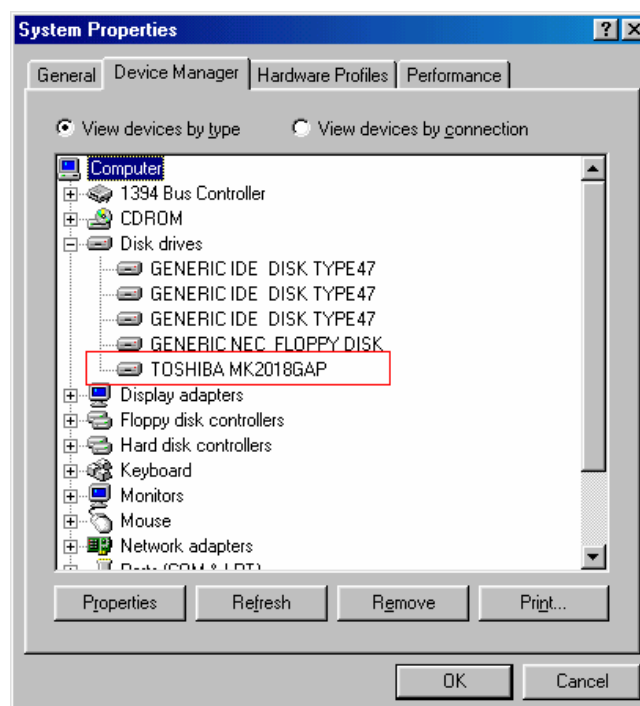 System Properties
General Device Manager Hardware Profiles Performance
View devices by type View devices by connection
Computer
1394 Bus Controller
CDROM
Disk drives
GENERIC IDE DISK TYPE47
GENERIC IDE DISK TYPE47
GENERIC IDE DISK TYPE47
GENERIC NEC FLOPPY DISK
TOSHIBA MK2018GAP
Display adapters
Floppy disk controllers
Hard disk controllers
Keyboard
Monitors
Mouse
Network adapters
Ports (COM & LPT)
Properties Refresh Remove Print...
OK Cancel